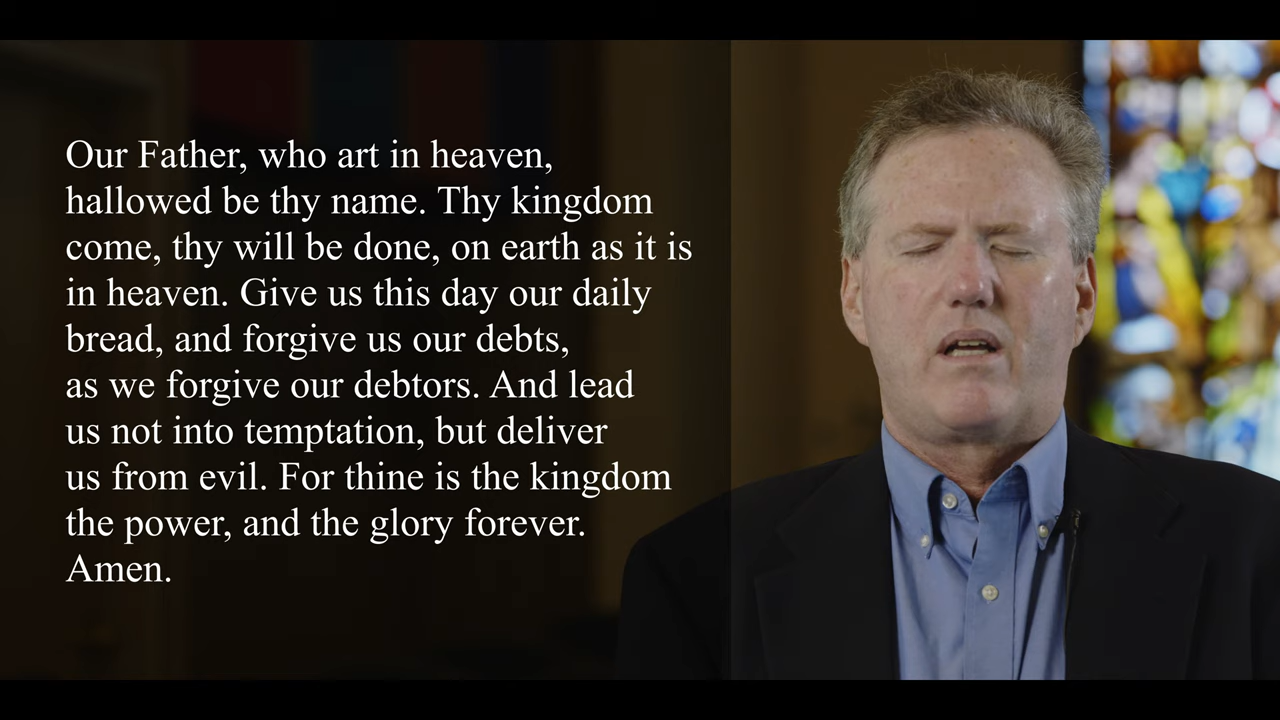 Our Father, who art in heaven,
hallowed be thy name. Thy kingdom
come, thy will be done, on earth as it is
in heaven. Give us this day our daily
bread, and forgive us our debts,
as we forgive our debtors. And lead
us not into temptation, but deliver
us from evil. For thine is the kingdom
the power, and the glory forever.
Amen.